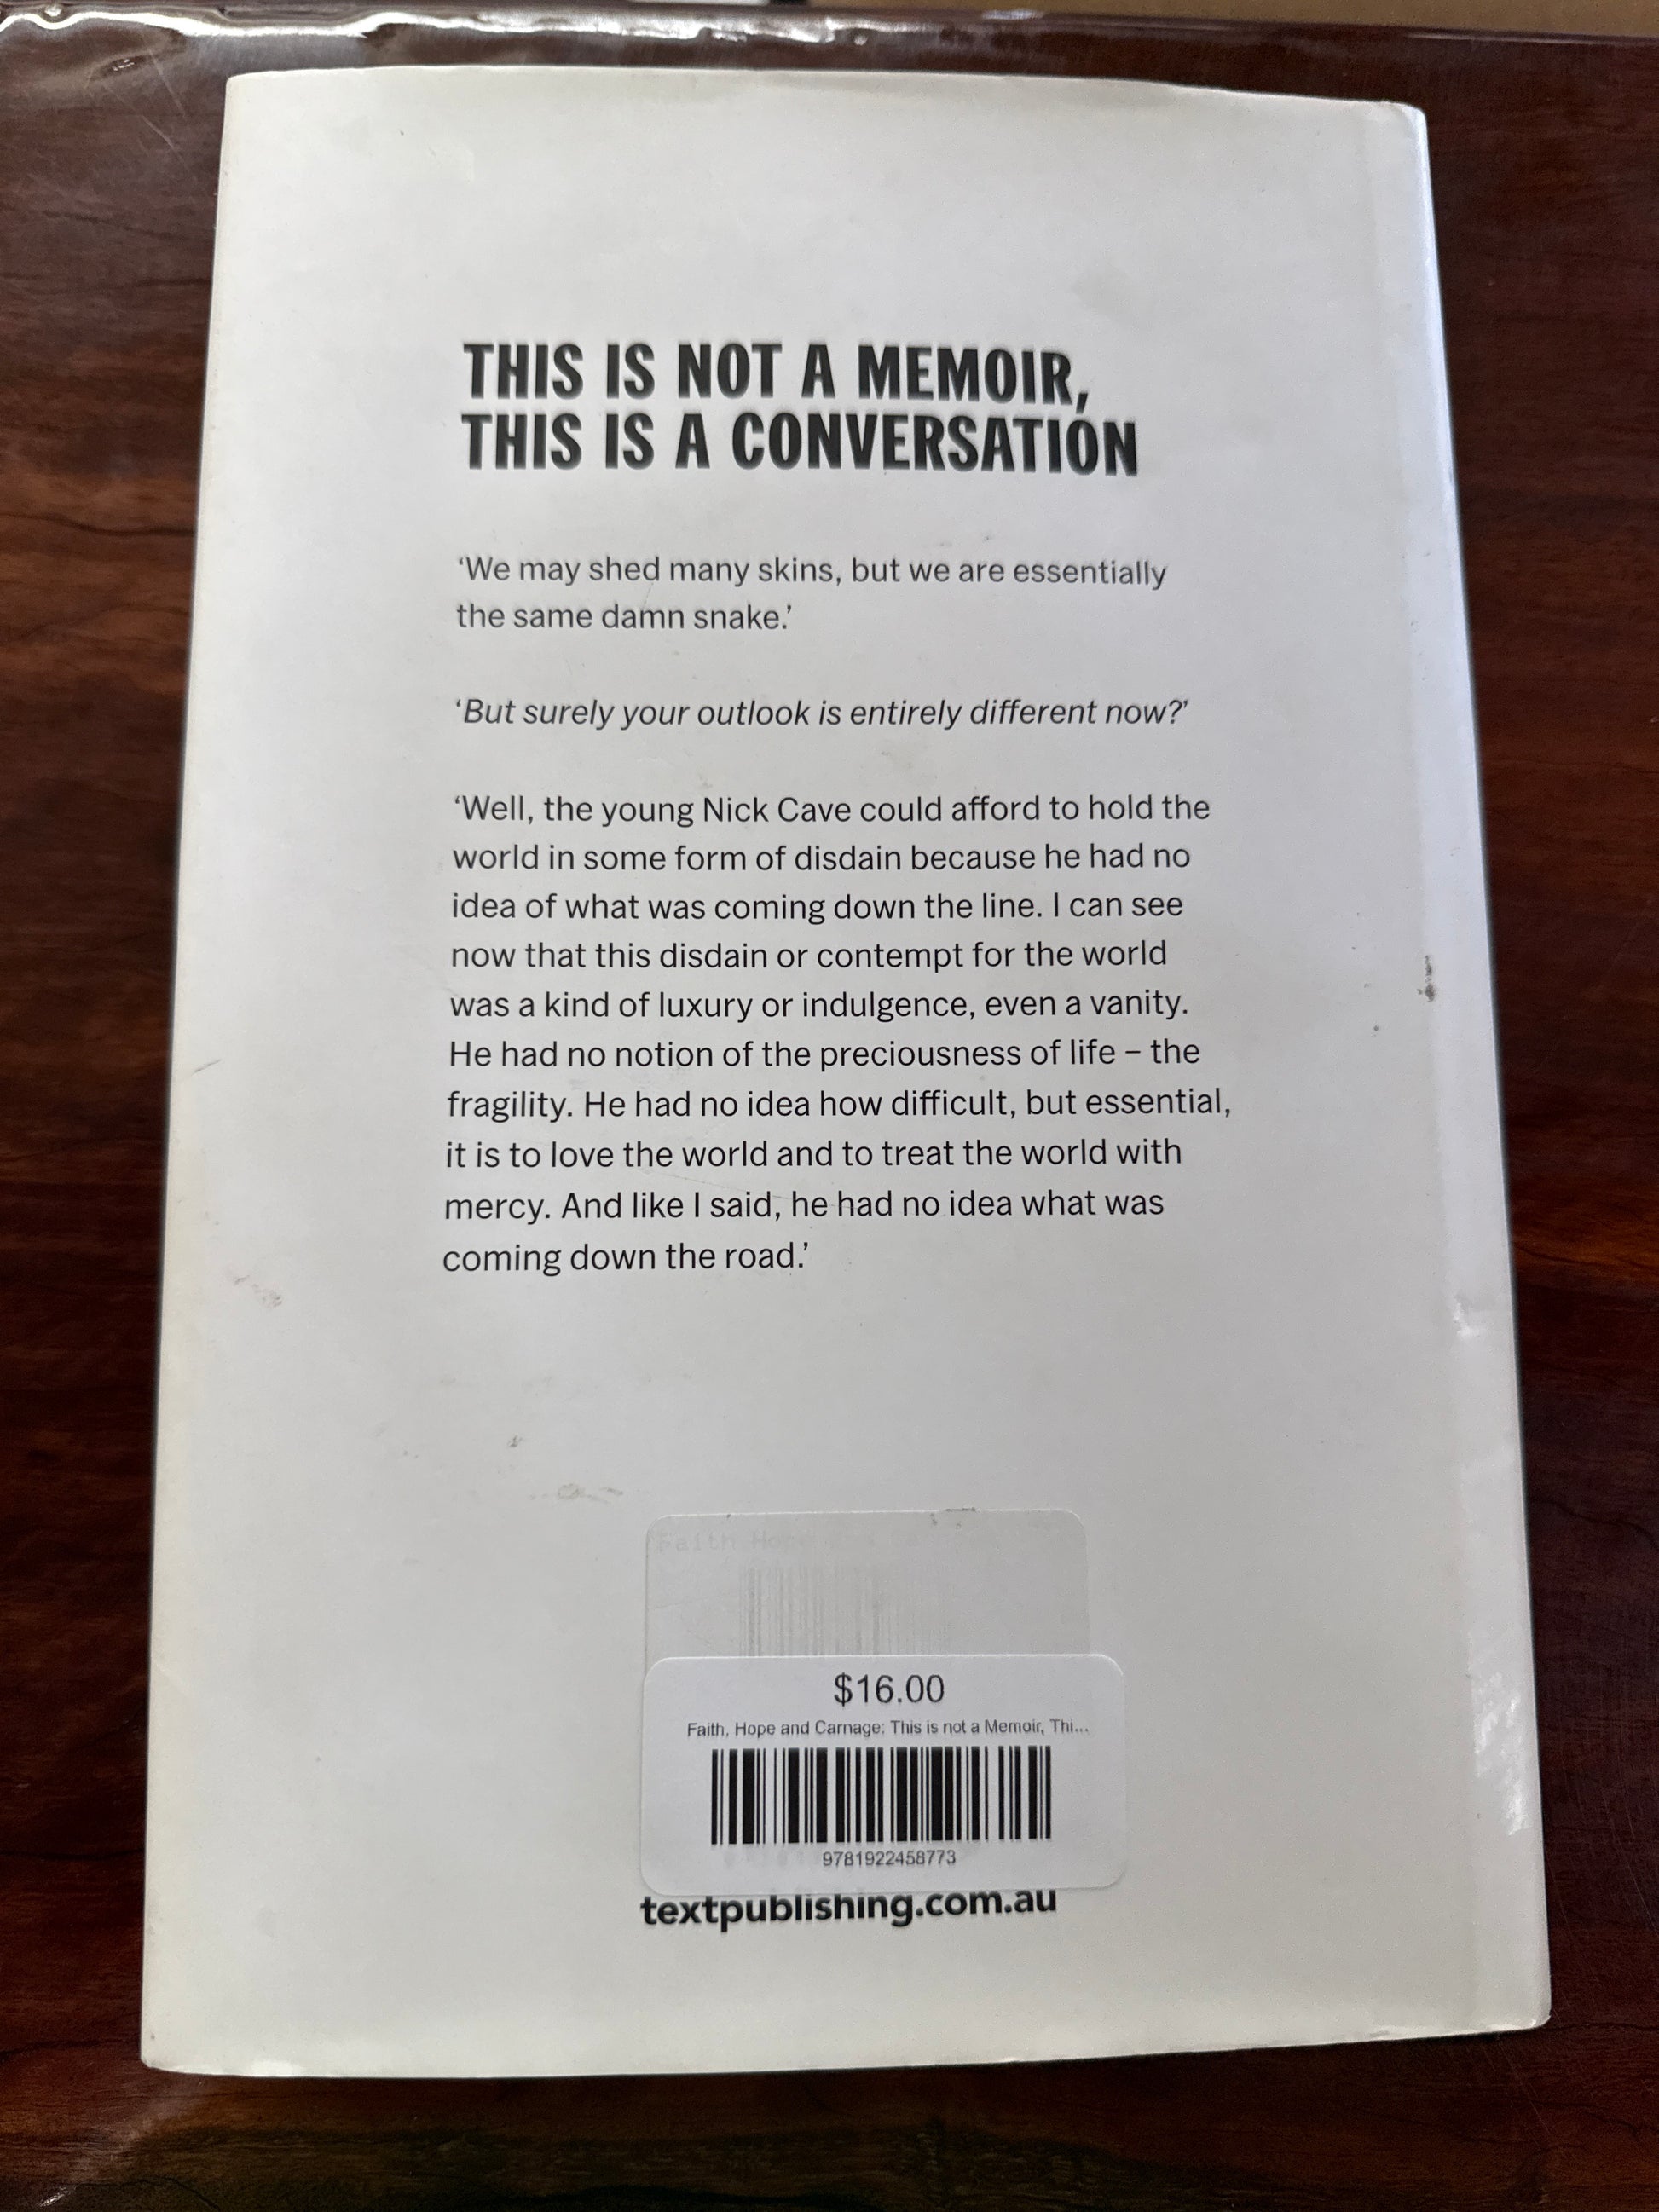 THIS IS NOT A MEMOIR,
THIS IS A CONVERSATION
‘We may shed many skins, but we are essentially
the same damn snake.’
‘But surely your outlook is entirely different now?’
‘Well, the young Nick Cave could afford to hold the
world in some form of disdain because he had no
idea of what was coming down the line. I can see
now that this disdain or contempt for the world
was a kind of luxury or indulgence, even a vanity.
He had no notion of the preciousness of life – the
fragility. He had no idea how difficult, but essential,
it is to love the world and to treat the world with
mercy. And like I said, he had no idea what was
coming down the road.’
Faith Hop
$16.00
Faith, Hope and Carnage: This is not a Memoir, Thi...
9781922458773
textpublishing.com.au